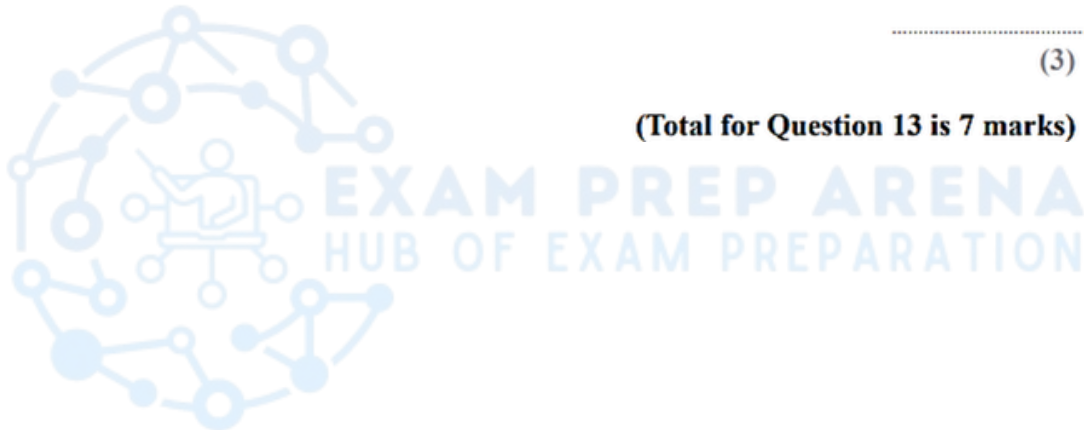 ....................................
(3)
(Total for Question 13 is 7 marks)
EXAM PREP ARENA
HUB OF EXAM PREPARATION